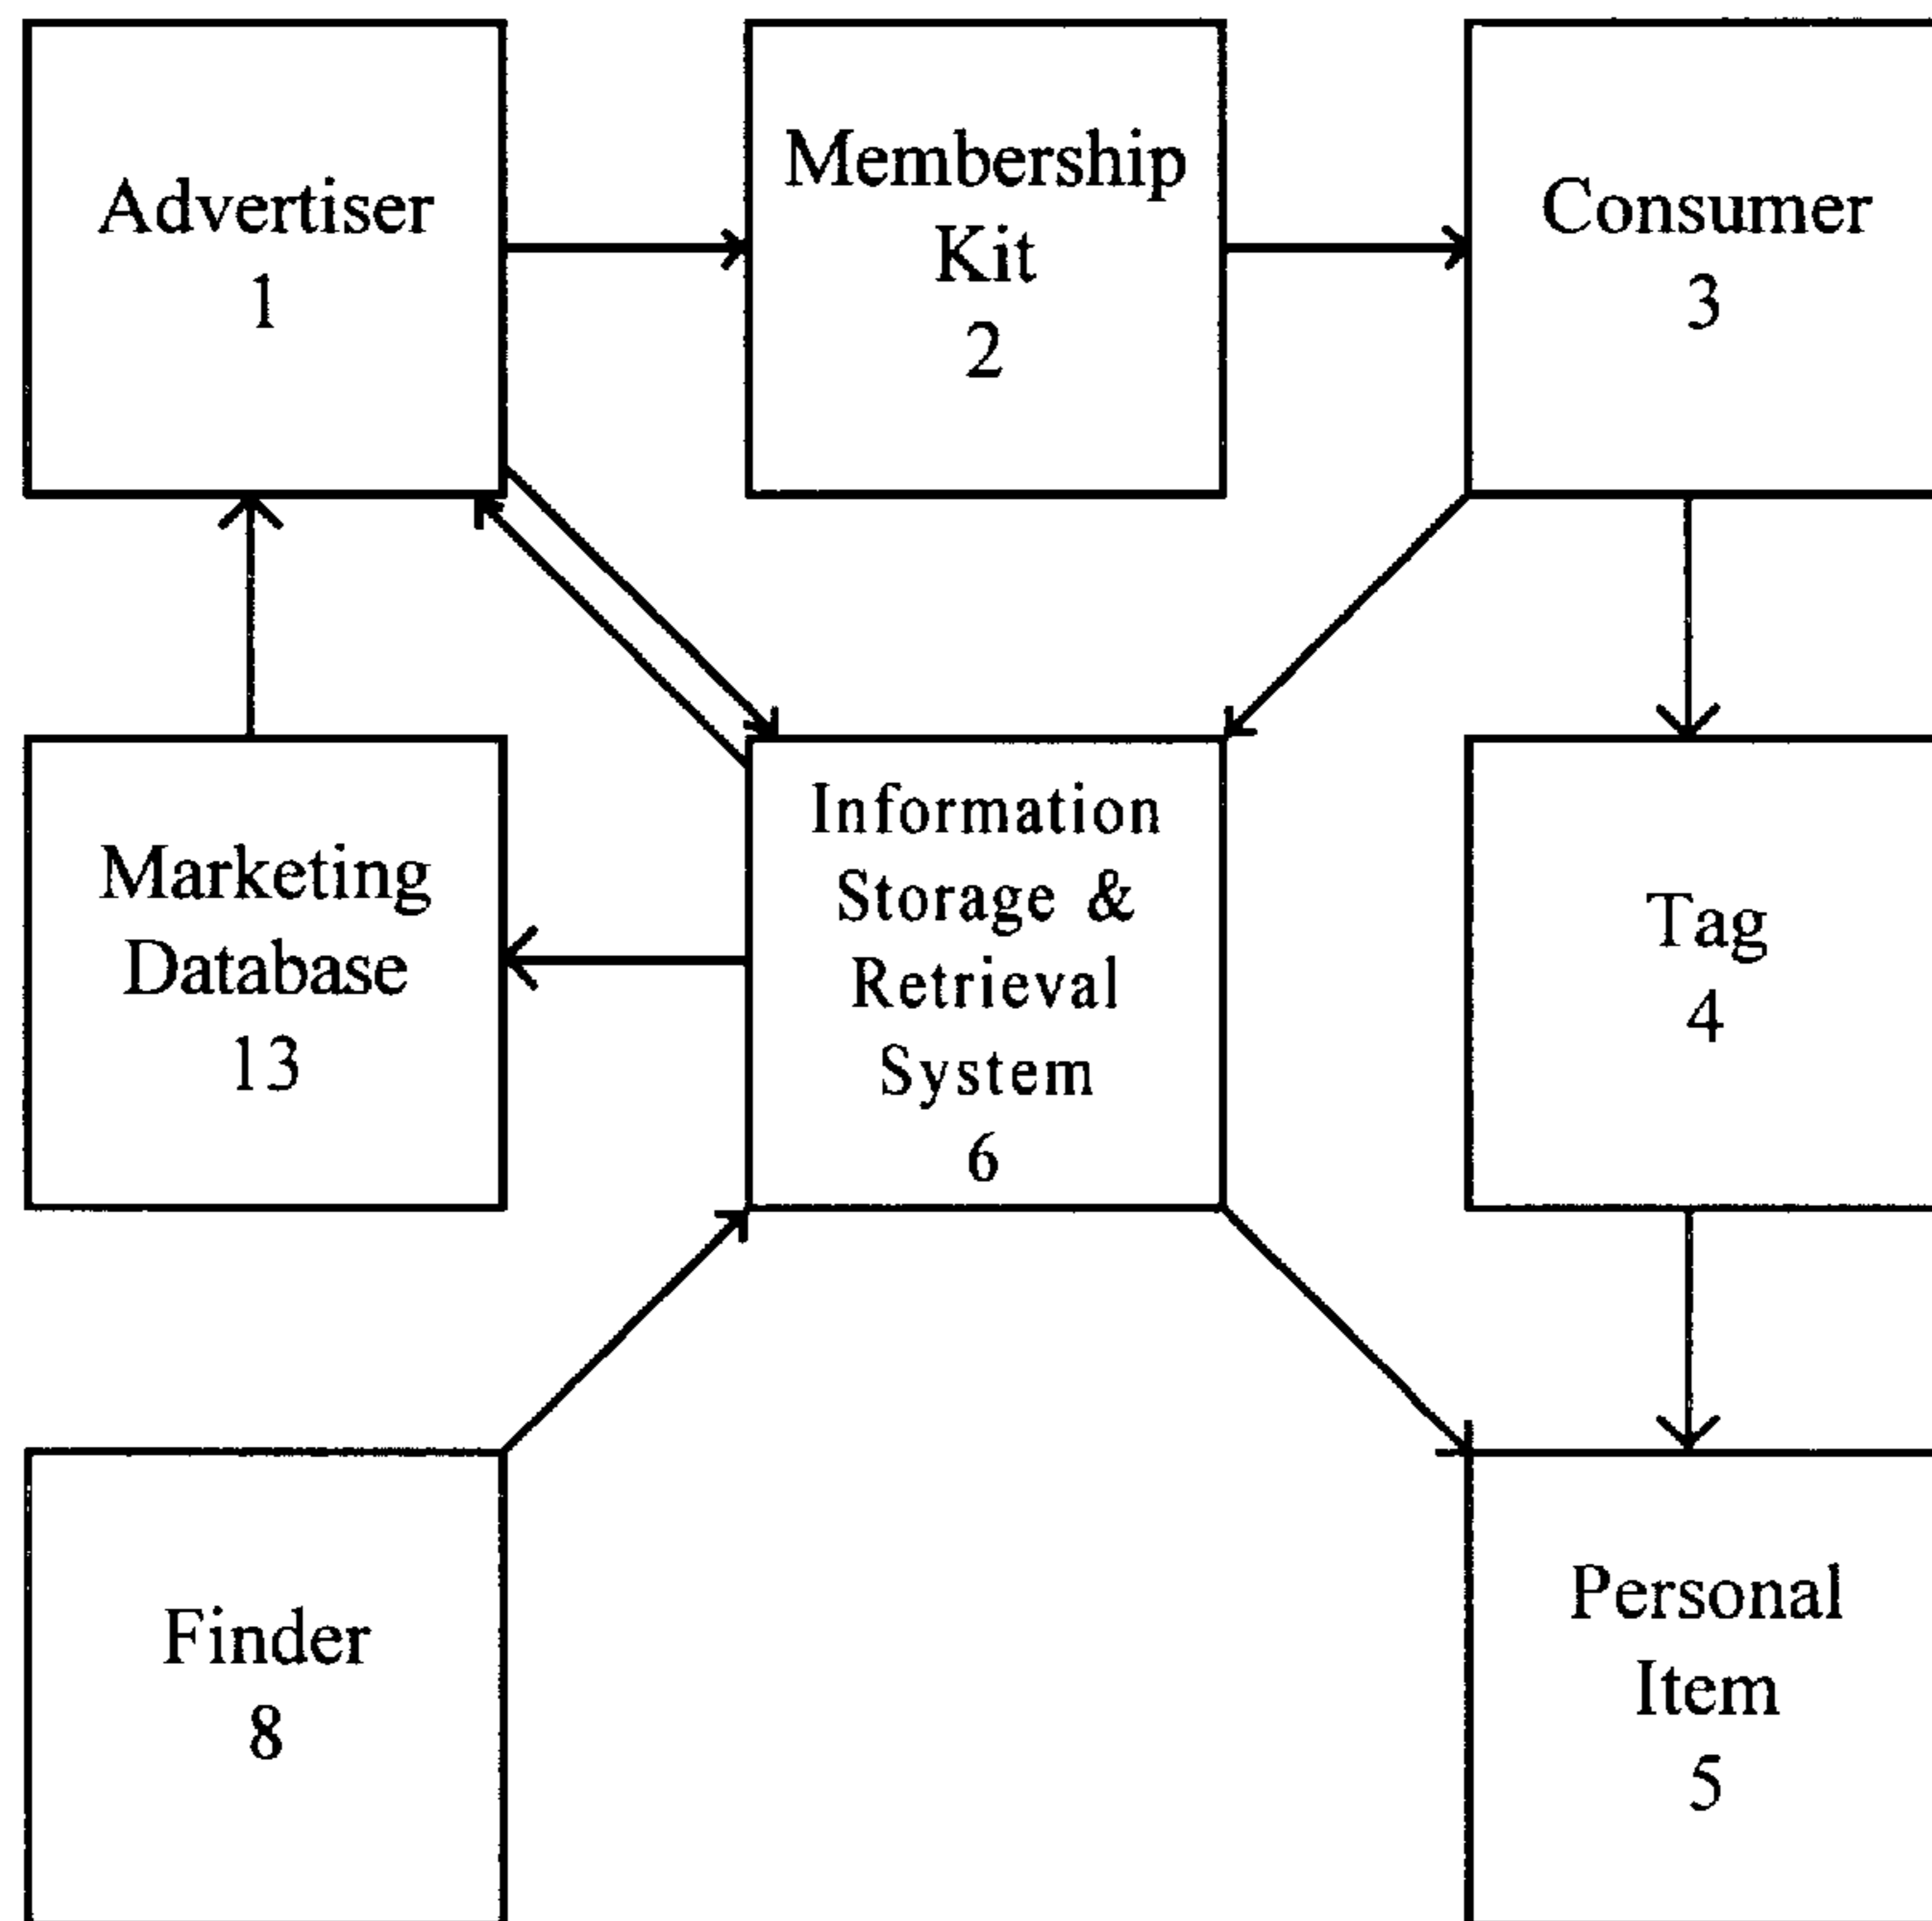 Advertiser
1
Membership
Kit
2
Consumer
3
Marketing
Database
13
Information
Storage &
Retrieval
System
6
Tag
4
Finder
8
Personal
Item
5